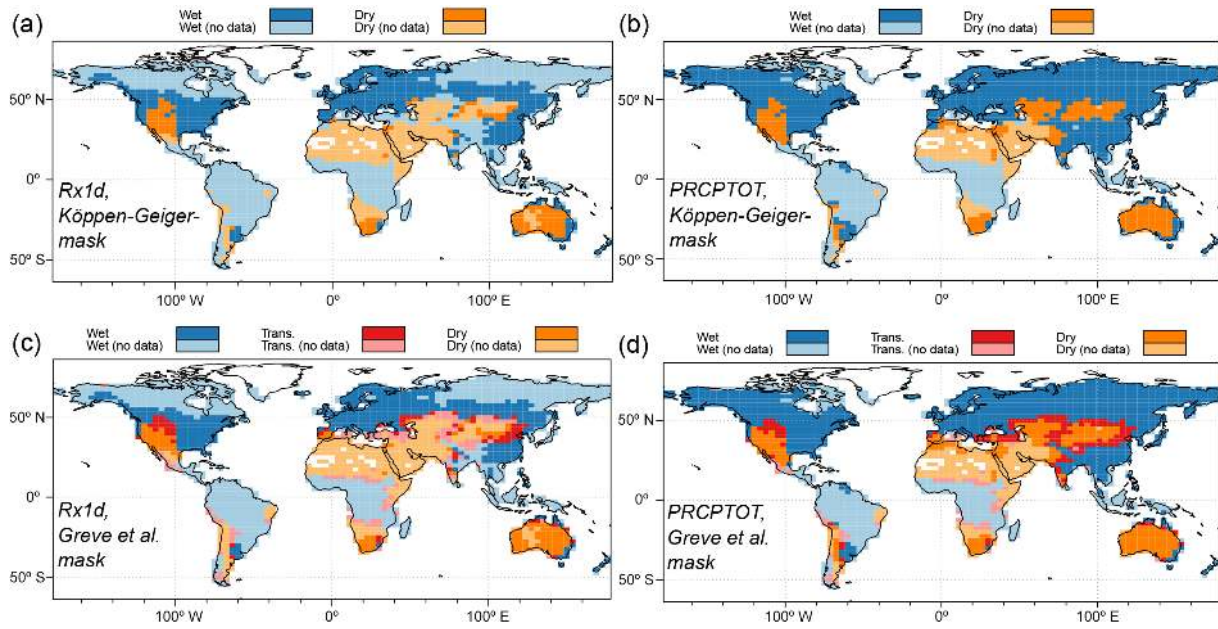 (a)
Wet
Wet (no data)
Dry
Dry (no data)
50° N
0°
50° S
Rx1d,
Köppen-Geiger-
mask
100° W
0°
100° E
(b)
Wet
Wet (no data)
Dry
Dry (no data)
50° N
0°
50° S
PRCPTOT,
Köppen-Geiger-
mask
100° W
0°
100° E
(c)
Wet
Wet (no data)
Trans.
Trans. (no data)
Dry
Dry (no data)
50° N
0°
50° S
Rx1d,
Greve et al.
mask
100° W
0°
100° E
(d)
Wet
Wet (no data)
Trans.
Trans. (no data)
Dry
Dry (no data)
50° N
0°
50° S
PRCPTOT,
Greve et al.
mask
100° W
0°
100° E